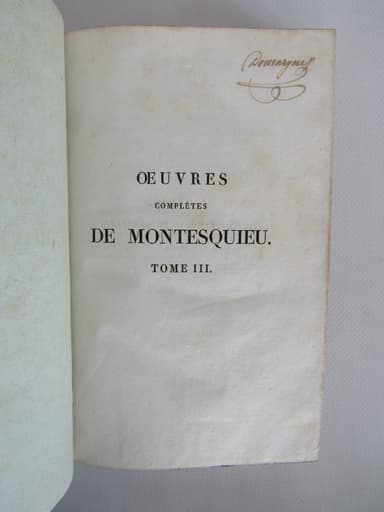 ŒUVRES
COMPLÈTES
DE MONTESQUIEU.
TOME III.